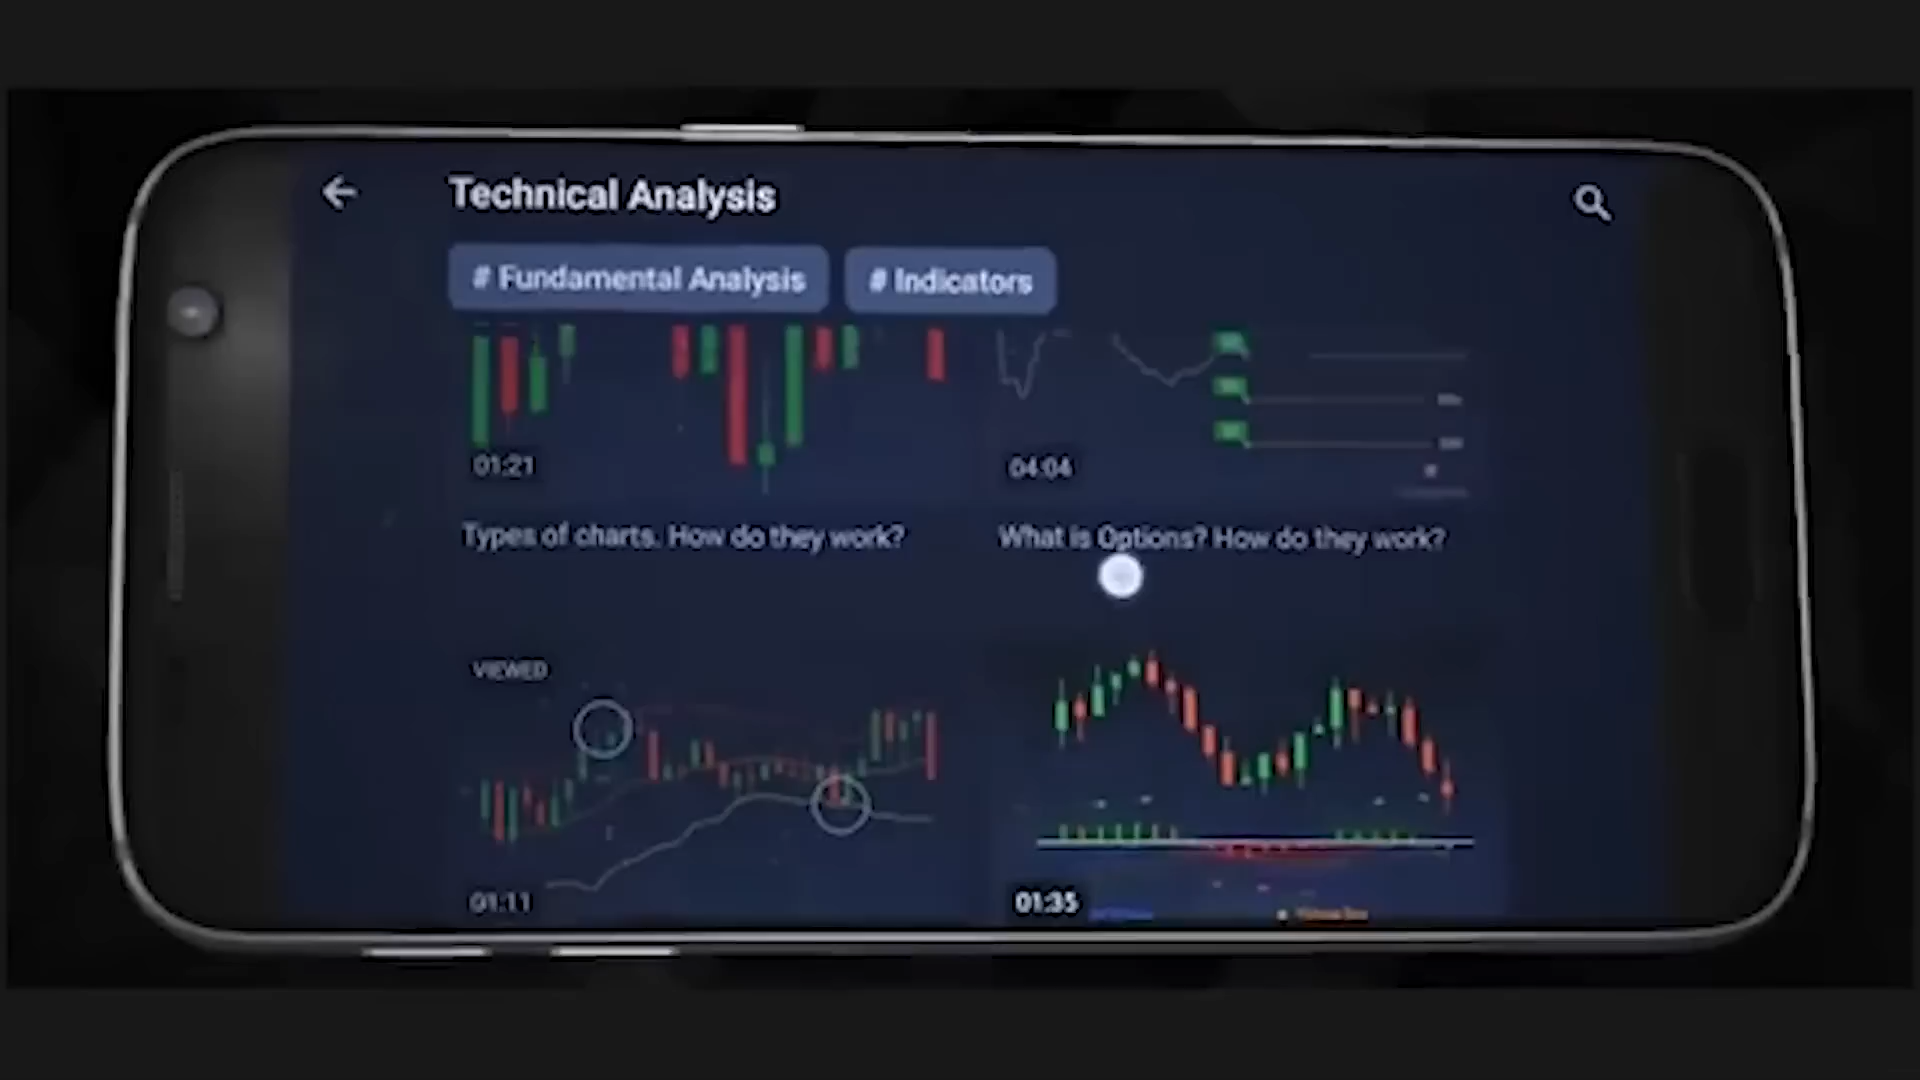 Technical Analysis
# Fundamental Analysis
# Indicators
01:21
04:04
Types of charts. How do they work?
What is Options? How do they work?
VIEWED
01:11
01:35